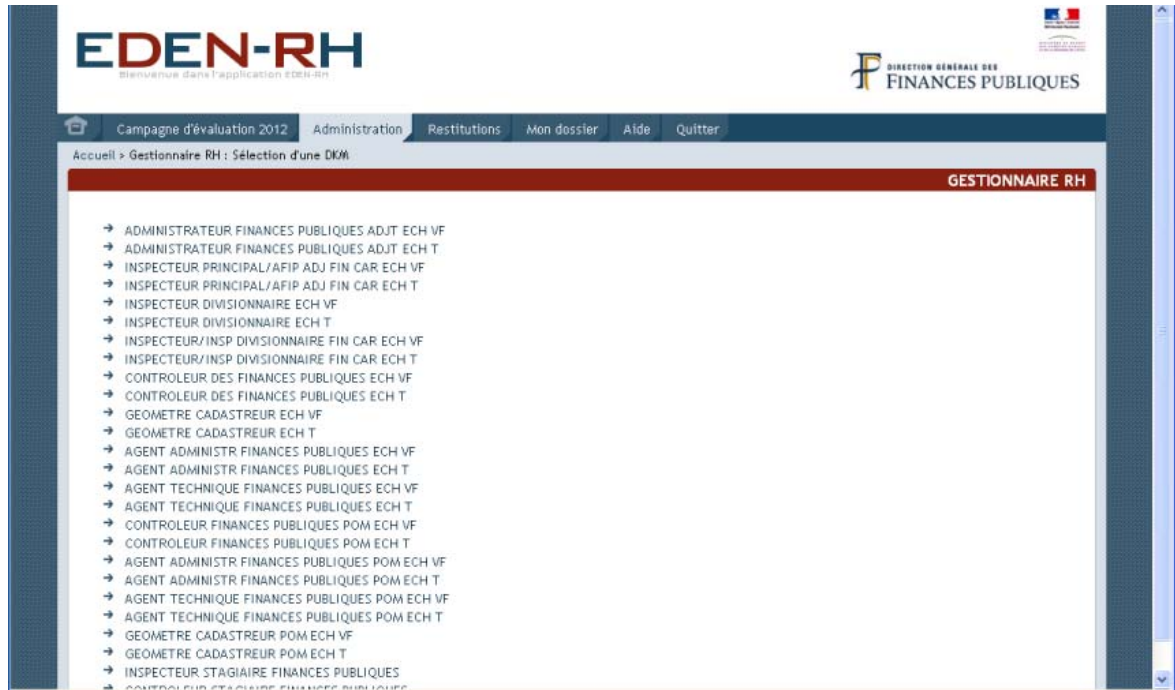 EDEN-RH
Bienvenue dans l'application EDEN-RH
DIRECTION GÉNÉRALE DES
FINANCES PUBLIQUES
Campagne d'évaluation 2012 Administration Restitutions Mon dossier Aide Quitter
Accueil > Gestionnaire RH : Sélection d'une DKM
GESTIONNAIRE RH
ADMINISTRATEUR FINANCES PUBLIQUES ADJT ECH VF
ADMINISTRATEUR FINANCES PUBLIQUES ADJT ECH T
INSPECTEUR PRINCIPAL/AFIP ADJ FIN CAR ECH VF
INSPECTEUR PRINCIPAL/AFIP ADJ FIN CAR ECH T
INSPECTEUR DIVISIONNAIRE ECH VF
INSPECTEUR DIVISIONNAIRE ECH T
INSPECTEUR/INSP DIVISIONNAIRE FIN CAR ECH VF
INSPECTEUR/INSP DIVISIONNAIRE FIN CAR ECH T
CONTROLEUR DES FINANCES PUBLIQUES ECH VF
CONTROLEUR DES FINANCES PUBLIQUES ECH T
GEOMETRE CADASTREUR ECH VF
GEOMETRE CADASTREUR ECH T
AGENT ADMINISTR FINANCES PUBLIQUES ECH VF
AGENT ADMINISTR FINANCES PUBLIQUES ECH T
AGENT TECHNIQUE FINANCES PUBLIQUES ECH VF
AGENT TECHNIQUE FINANCES PUBLIQUES ECH T
CONTROLEUR FINANCES PUBLIQUES POM ECH VF
CONTROLEUR FINANCES PUBLIQUES POM ECH T
AGENT ADMINISTR FINANCES PUBLIQUES POM ECH VF
AGENT ADMINISTR FINANCES PUBLIQUES POM ECH T
AGENT TECHNIQUE FINANCES PUBLIQUES POM ECH VF
AGENT TECHNIQUE FINANCES PUBLIQUES POM ECH T
GEOMETRE CADASTREUR POM ECH VF
GEOMETRE CADASTREUR POM ECH T
INSPECTEUR STAGIAIRE FINANCES PUBLIQUES
CONTROLEUR STAGIAIRE FINANCES PUBLIQUES